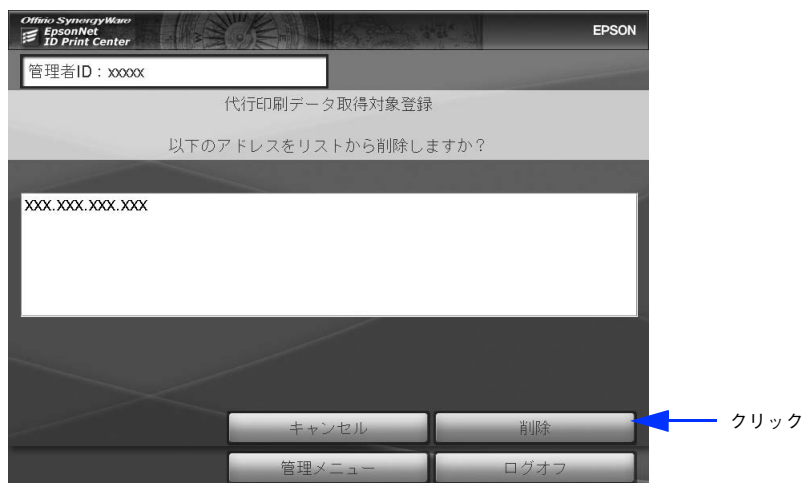 Offirio SynergyWare
EpsonNet
ID Print Center
EPSON
管理者ID：xxxxx
代行印刷データ取得対象登録
以下のアドレスをリストから削除しますか？
XXX.XXX.XXX.XXX
キャンセル
削除
クリック
管理メニュー
ログオフ